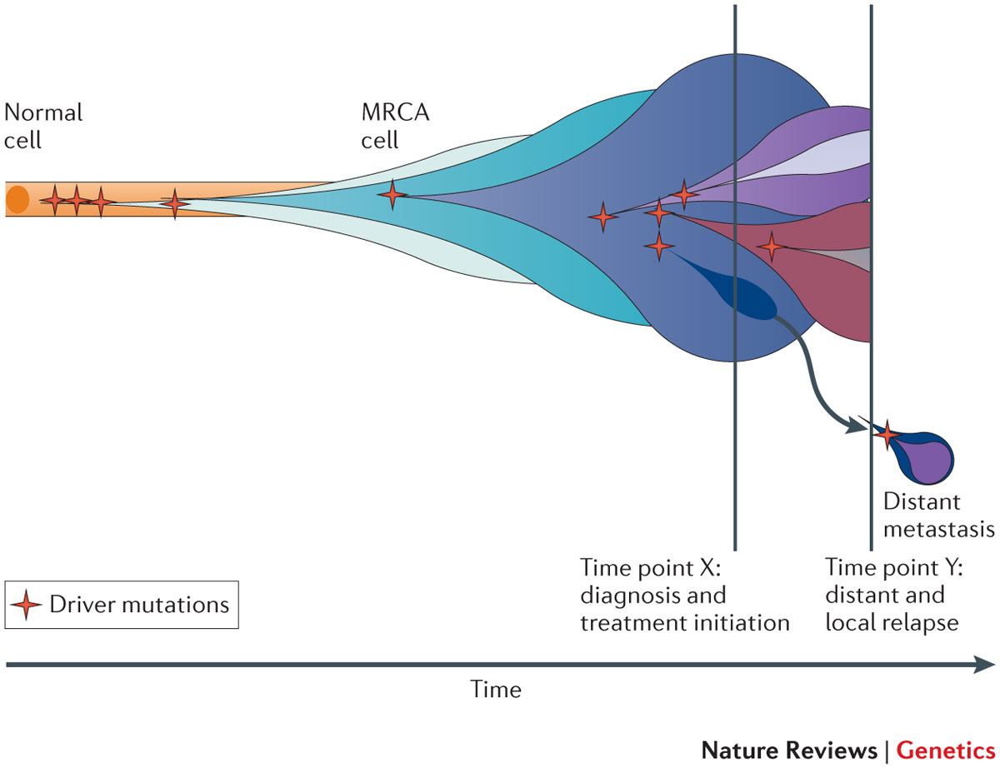 Normal
cell
MRCA
cell
Distant
metastasis
Time point X:
diagnosis and
treatment initiation
Time point Y:
distant and
local relapse
Driver mutations
Time
Nature Reviews | Genetics